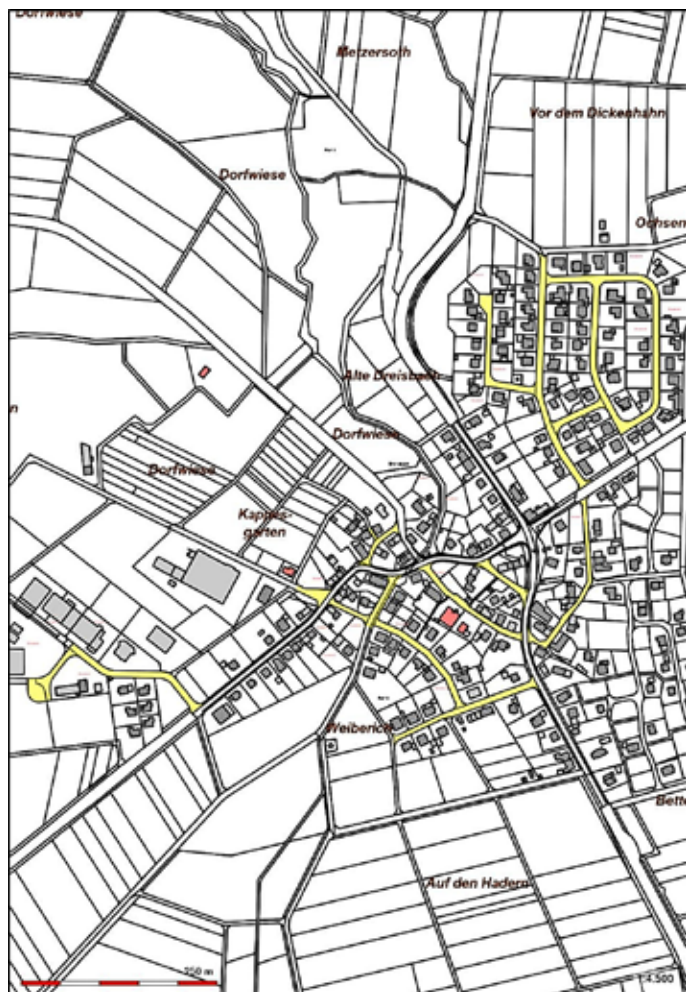 Dorfwiese
Metzersoth
Vor dem Dickenhahn
Dorfwiese
Ochsen
Alte Dreisbach
Dorfwiese
Dorfwiese
Kappes-
garten
Weiberich
Bette
Auf den Hadern
250 m
1:4.500